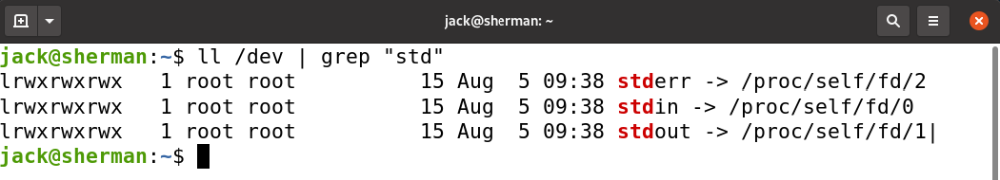 jack@sherman: ~
jack@sherman:~$ ll /dev | grep "std"
lrwxrwxrwx   1 root root          15 Aug  5 09:38 stderr -> /proc/self/fd/2
lrwxrwxrwx   1 root root          15 Aug  5 09:38 stdin -> /proc/self/fd/0
lrwxrwxrwx   1 root root          15 Aug  5 09:38 stdout -> /proc/self/fd/1|
jack@sherman:~$